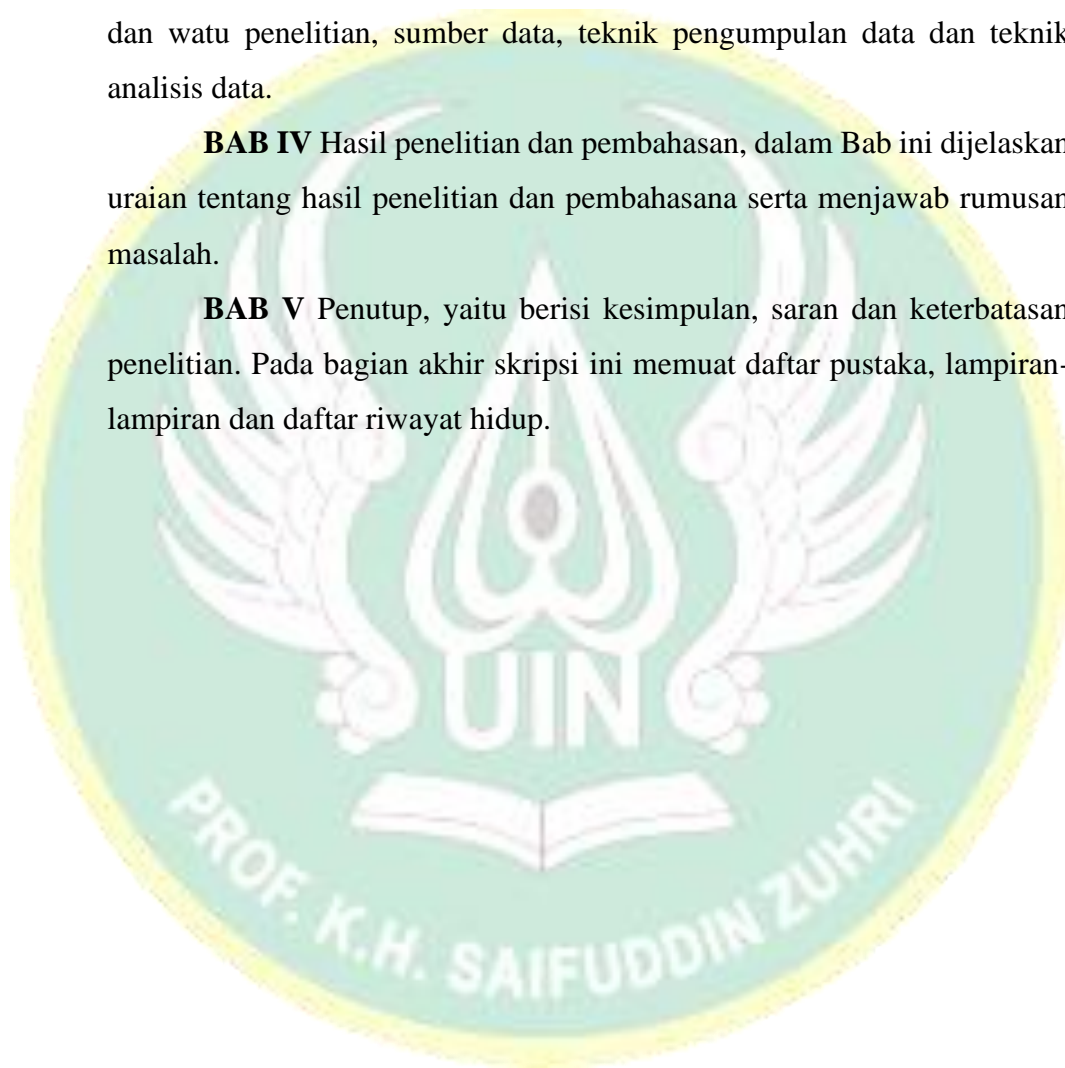 dan watu penelitian, sumber data, teknik pengumpulan data dan teknik
analisis data.
BAB IV Hasil penelitian dan pembahasan, dalam Bab ini dijelaskan
uraian tentang hasil penelitian dan pembahasana serta menjawab rumusan
masalah.
BAB V Penutup, yaitu berisi kesimpulan, saran dan keterbatasan
penelitian. Pada bagian akhir skripsi ini memuat daftar pustaka, lampiran-
lampiran dan daftar riwayat hidup.
UIN
PROF. K.H. SAIFUDDIN ZUHRI